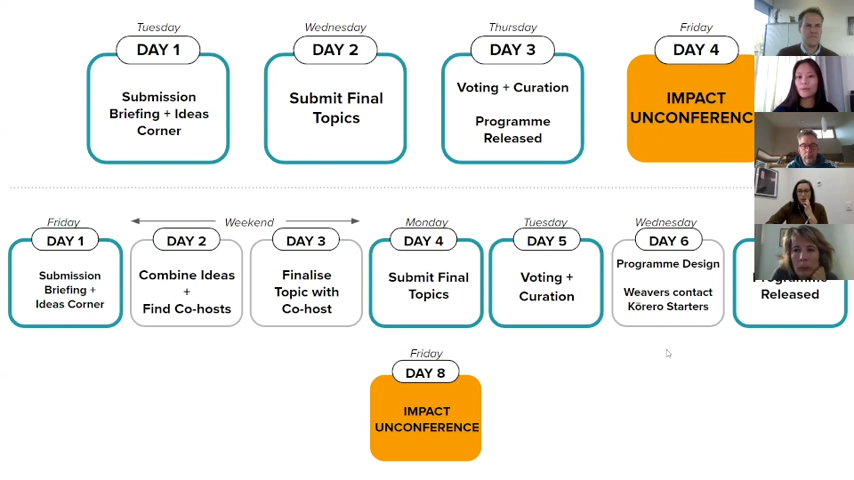 Tuesday
Wednesday
Thursday
Friday
DAY 1
DAY 2
DAY 3
DAY 4
Submission
Briefing + Ideas
Corner
Submit Final
Topics
Voting + Curation
Programme
Released
IMPACT
Friday
Weekend
Monday
Tuesday
Wednesday
DAY 1
DAY 2
DAY 3
DAY 4
DAY 5
DAY 6
Submission
Briefing +
Ideas Corner
Combine Ideas
+
Find Co-hosts
Finalise
Topic with
Co-host
Submit Final
Topics
Voting +
Curation
Programme Design
Weavers contact
Kōrero Starters
Released
Friday
DAY 8
IMPACT
UNCONFERENCE